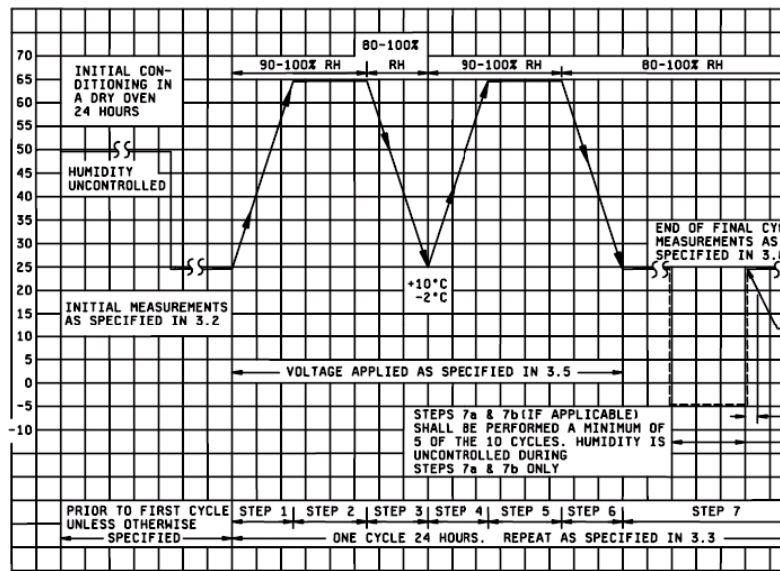 80-100%
90-100% RH
RH
90-100% RH
80-100% RH
70
65
60
55
50
45
40
35
30
25
20
15
10
5
0
-5
-10
INITIAL CON-
DITIONING IN
A DRY OVEN
24 HOURS
HUMIDITY
UNCONTROLLED
INITIAL MEASUREMENTS
AS SPECIFIED IN 3.2
+10°C
-2°C
END OF FINAL CYC
MEASUREMENTS AS
SPECIFIED IN 3.
VOLTAGE APPLIED AS SPECIFIED IN 3.5
STEPS 7a & 7b(IF APPLICABLE)
SHALL BE PERFORMED A MINIMUM OF
5 OF THE 10 CYCLES. HUMIDITY IS
UNCONTROLLED DURING
STEPS 7a & 7b ONLY
PRIOR TO FIRST CYCLE
UNLESS OTHERWISE
SPECIFIED
STEP 1
STEP 2
STEP 3
STEP 4
STEP 5
STEP 6
STEP 7
ONE CYCLE 24 HOURS. REPEAT AS SPECIFIED IN 3.3